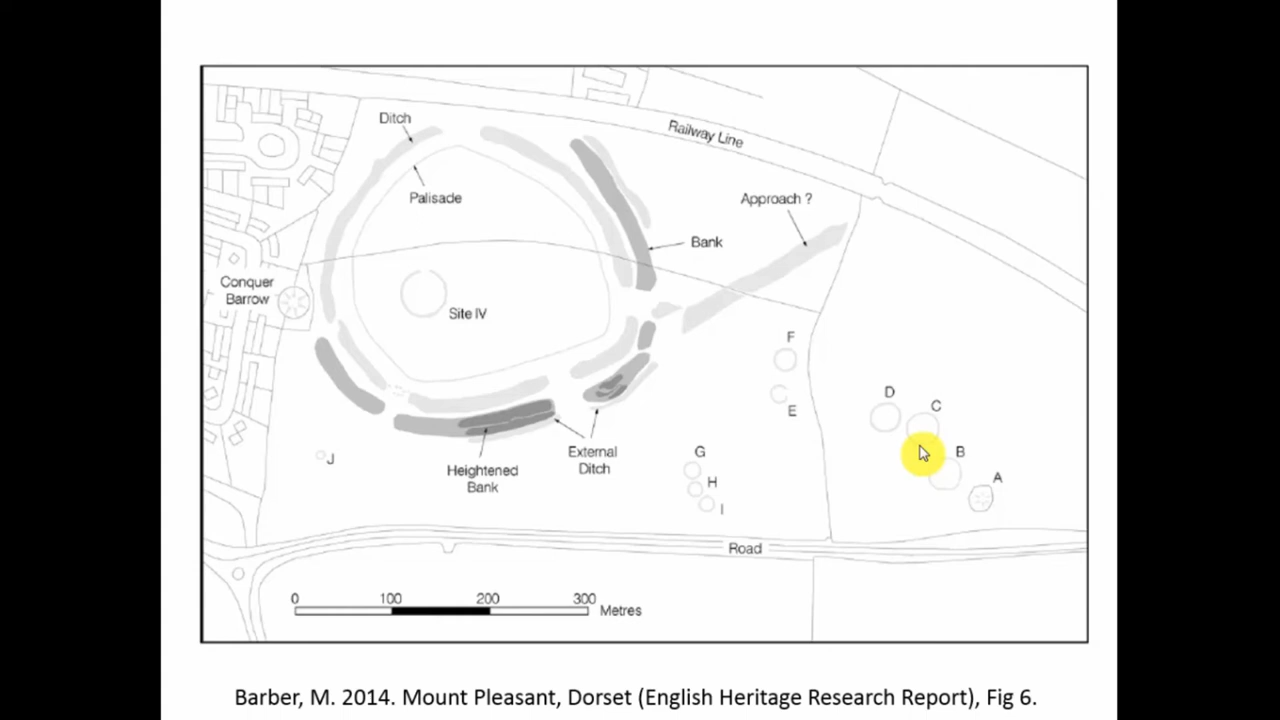 Ditch
Railway Line
Palisade
Approach ?
Bank
Conquer
Barrow
Site IV
F
E
D
C
B
A
G
H
I
J
External
Ditch
Heightened
Bank
Road
0 100 200 300
Metres
Barber, M. 2014. Mount Pleasant, Dorset (English Heritage Research Report), Fig 6.